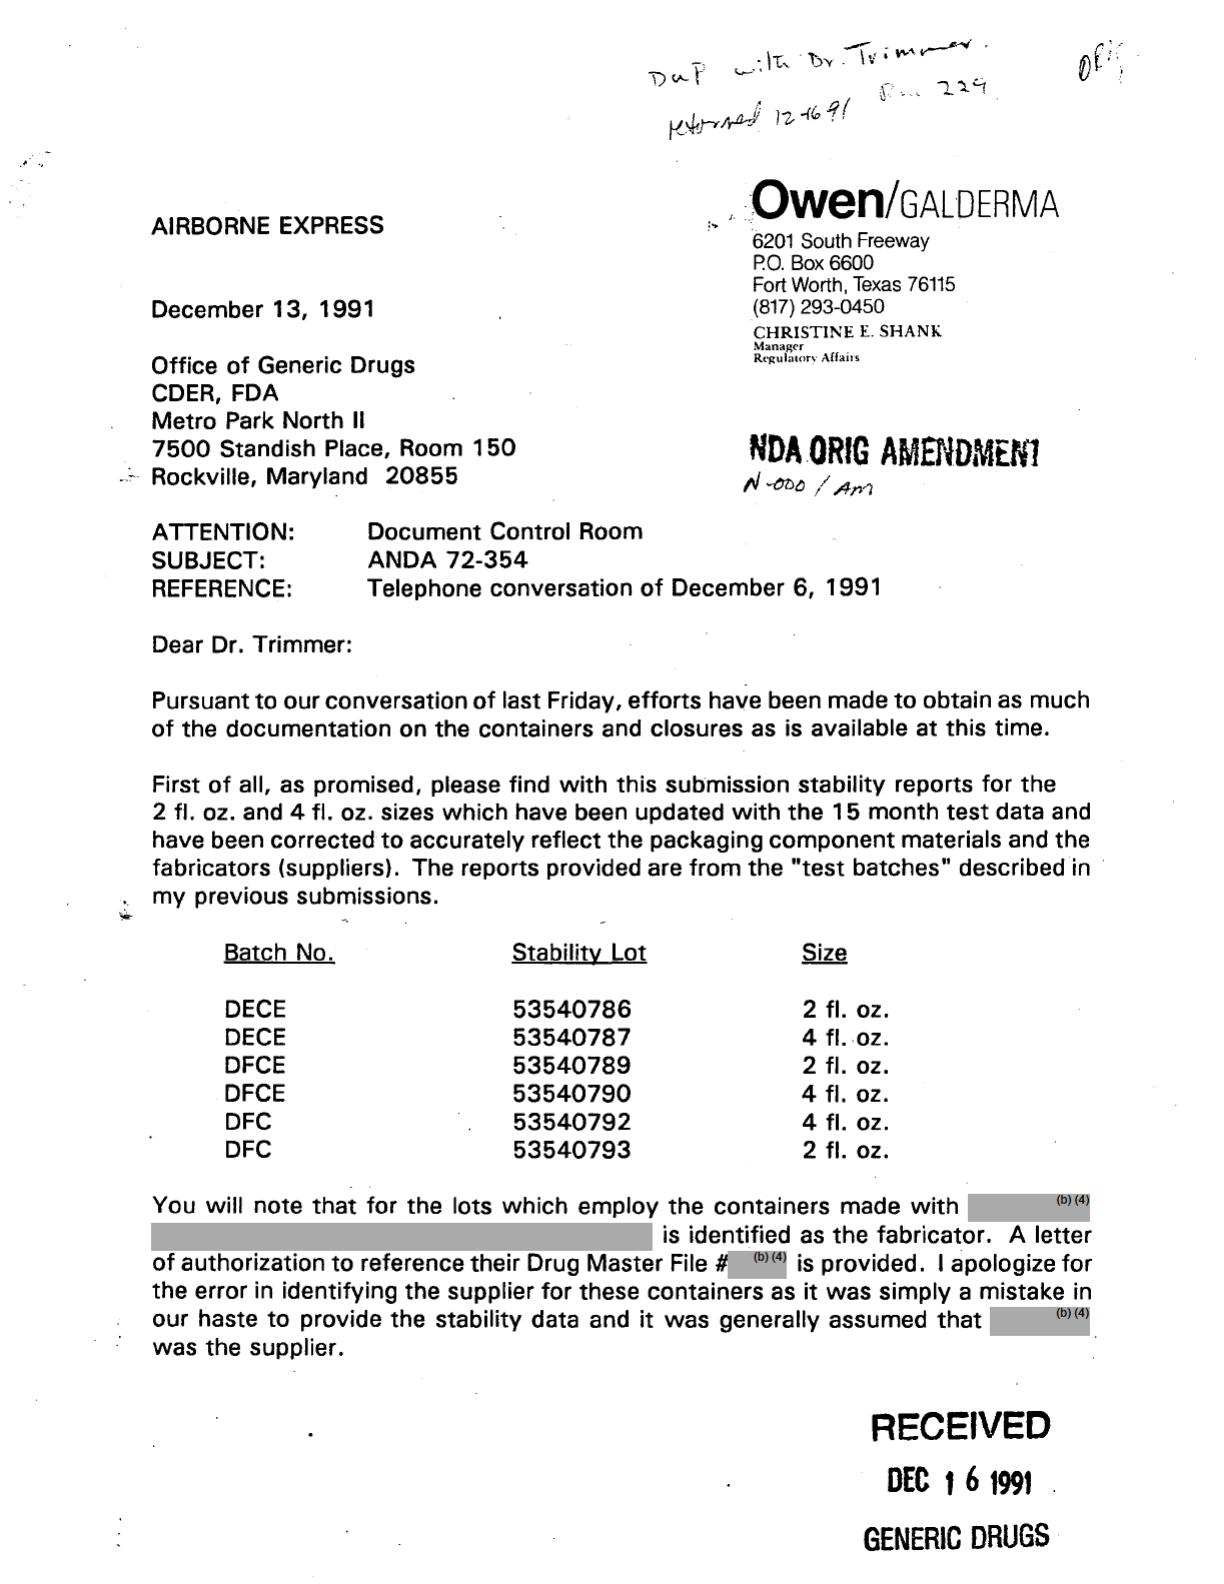 DuP with Dr. Trimmer.
ORIG
Rm 229
returned 12-16-91
Owen/GALDERMA
AIRBORNE EXPRESS
6201 South Freeway
P.O. Box 6600
Fort Worth, Texas 76115
December 13, 1991
(817) 293-0450
CHRISTINE E. SHANK
Manager
Regulatory Affairs
Office of Generic Drugs
CDER, FDA
Metro Park North II
7500 Standish Place, Room 150
Rockville, Maryland 20855
NDA ORIG AMENDMENT
N-000 / AM
ATTENTION: Document Control Room
SUBJECT: ANDA 72-354
REFERENCE: Telephone conversation of December 6, 1991
Dear Dr. Trimmer:
Pursuant to our conversation of last Friday, efforts have been made to obtain as much
of the documentation on the containers and closures as is available at this time.
First of all, as promised, please find with this submission stability reports for the
2 fl. oz. and 4 fl. oz. sizes which have been updated with the 15 month test data and
have been corrected to accurately reflect the packaging component materials and the
fabricators (suppliers). The reports provided are from the "test batches" described in
my previous submissions.
Batch No. Stability Lot Size
DECE 53540786 2 fl. oz.
DECE 53540787 4 fl. oz.
DFCE 53540789 2 fl. oz.
DFCE 53540790 4 fl. oz.
DFC 53540792 4 fl. oz.
DFC 53540793 2 fl. oz.
You will note that for the lots which employ the containers made with (b) (4)
is identified as the fabricator. A letter
of authorization to reference their Drug Master File # (b) (4) is provided. I apologize for
the error in identifying the supplier for these containers as it was simply a mistake in
our haste to provide the stability data and it was generally assumed that (b) (4)
was the supplier.
RECEIVED
DEC 16 1991
GENERIC DRUGS